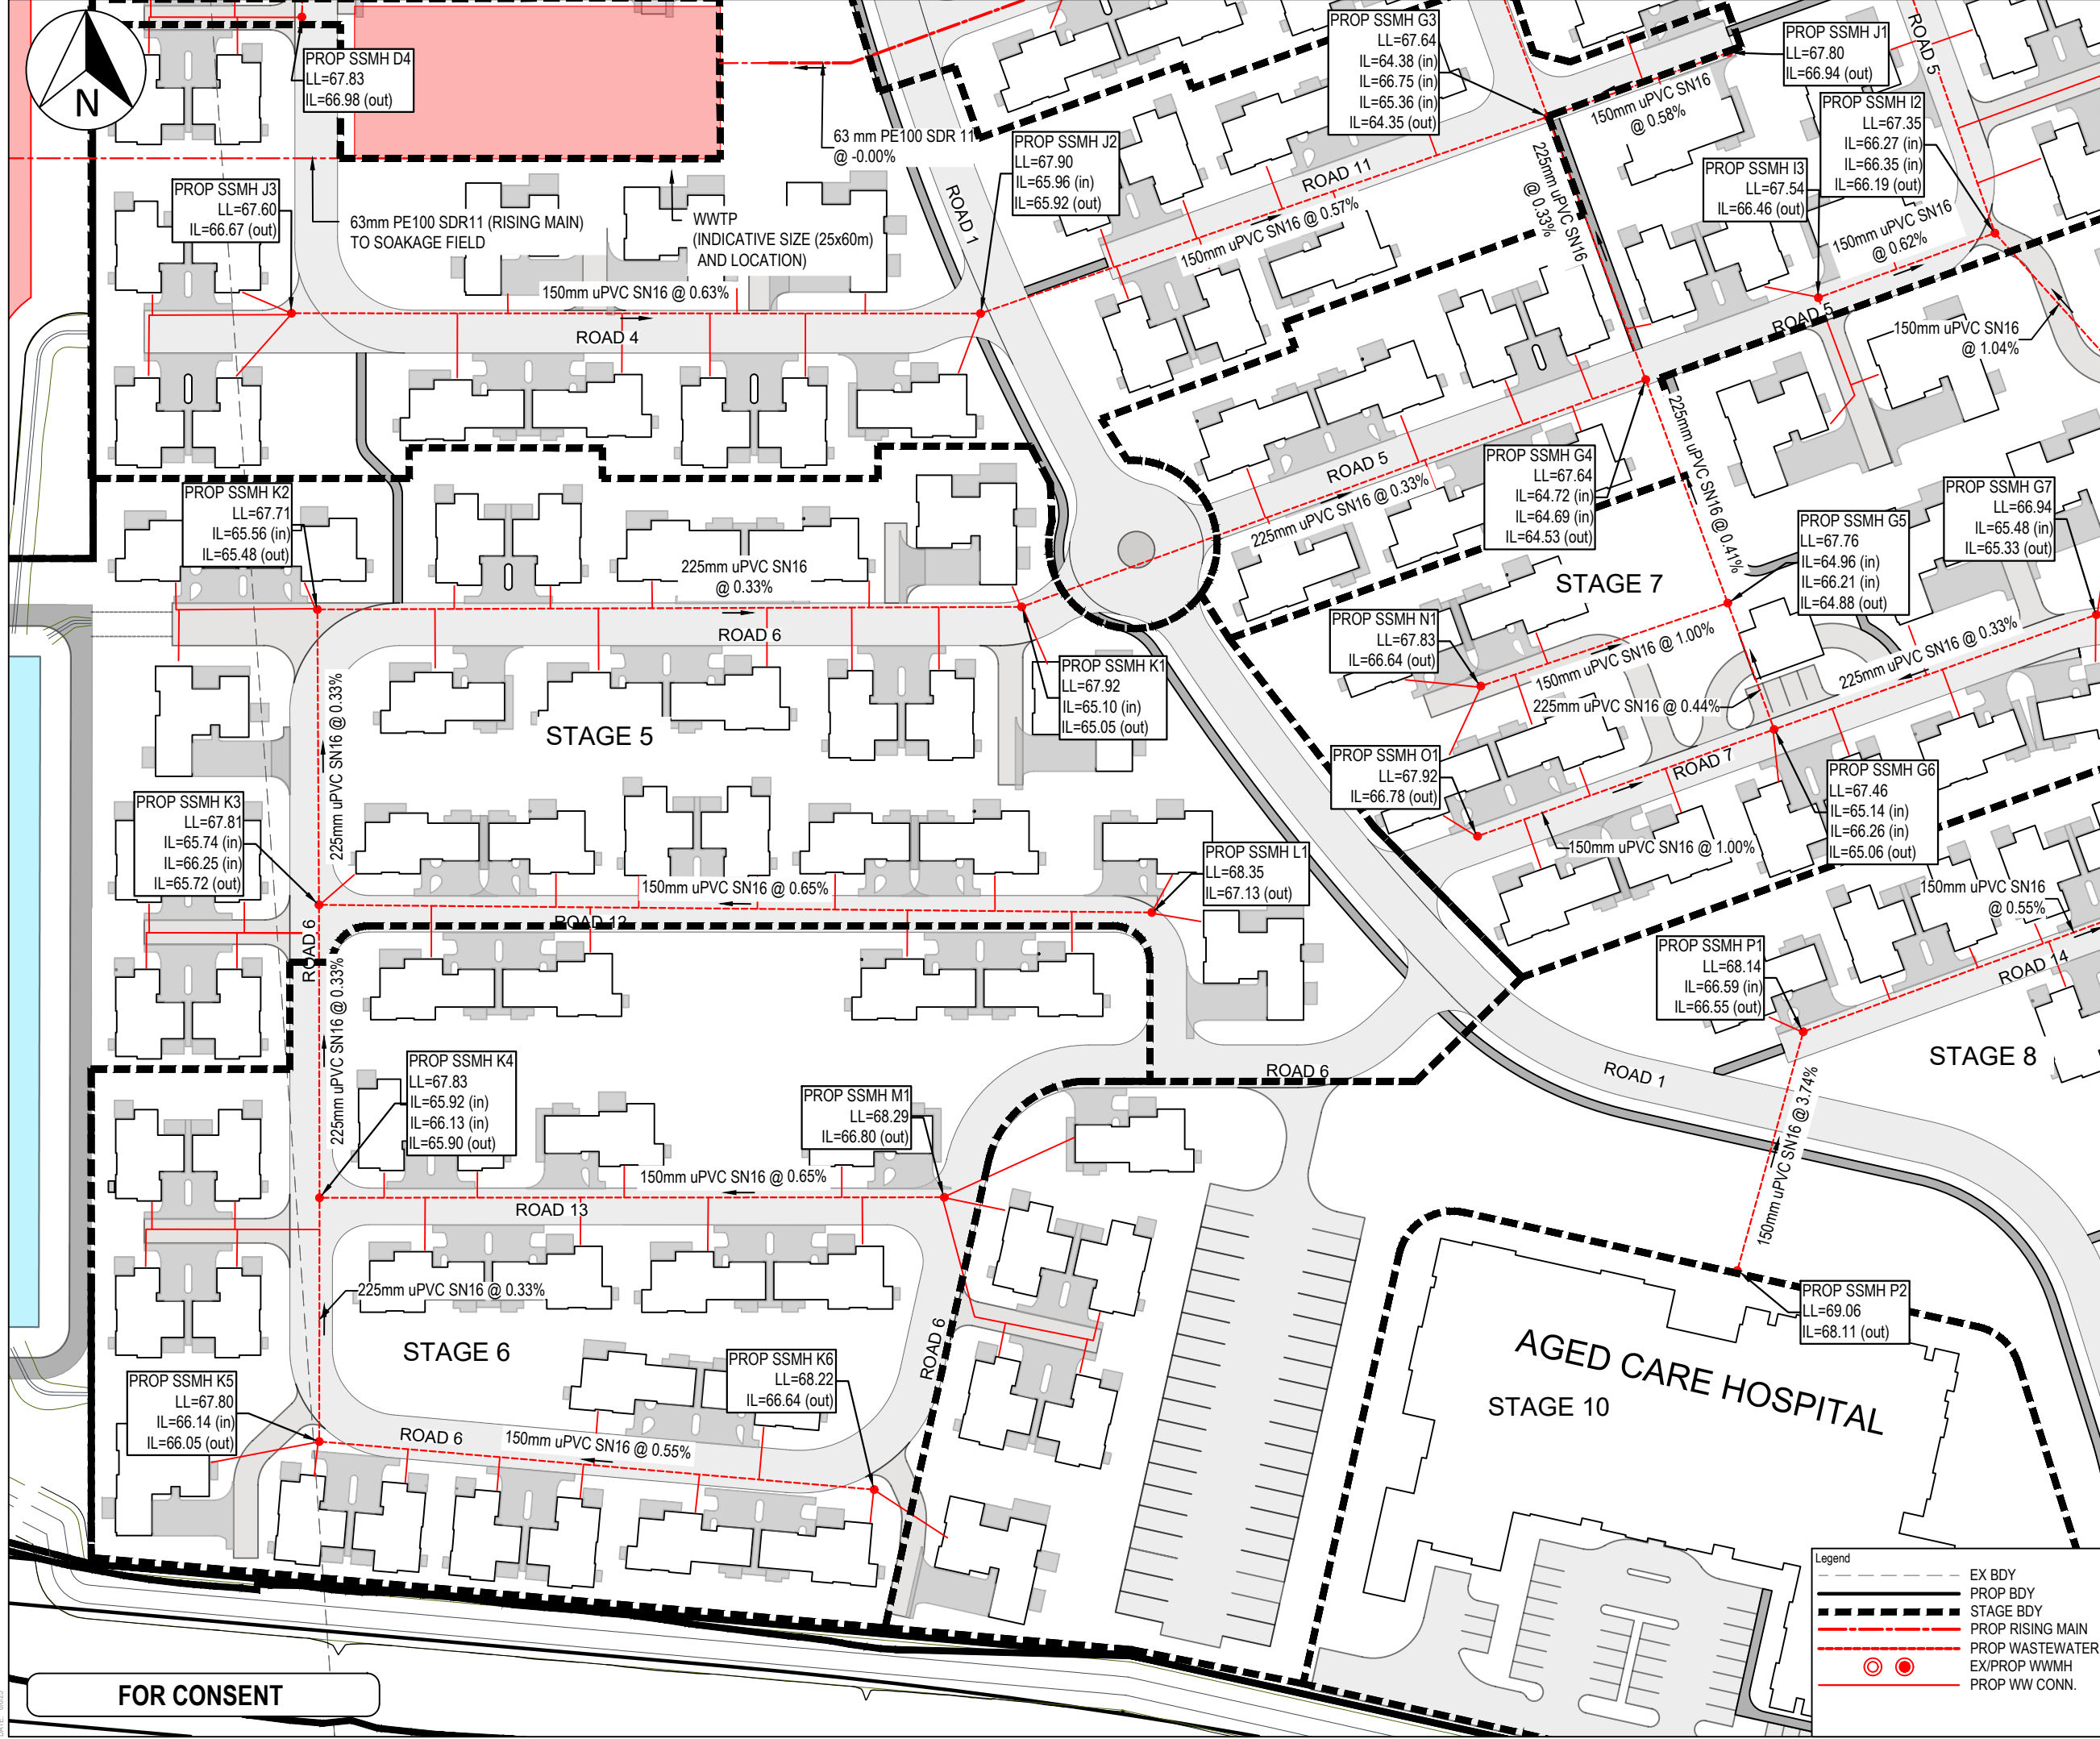 N
PROP SSMH D4
LL=67.83
IL=66.98 (out)
PROP SSMH J3
LL=67.60
IL=66.67 (out)
63mm PE100 SDR11 (RISING MAIN)
TO SOAKAGE FIELD
WWTP
(INDICATIVE SIZE (25x60m)
AND LOCATION)
63 mm PE100 SDR 11
@ -0.00%
PROP SSMH J2
LL=67.90
IL=65.96 (in)
IL=65.92 (out)
PROP SSMH G3
LL=67.64
IL=64.38 (in)
IL=66.75 (in)
IL=65.36 (in)
IL=64.35 (out)
PROP SSMH J1
LL=67.80
IL=66.94 (out)
PROP SSMH I2
LL=67.35
IL=66.27 (in)
IL=66.35 (in)
IL=66.19 (out)
PROP SSMH I3
LL=67.54
IL=66.46 (out)
150mm uPVC SN16
@ 0.58%
150mm uPVC SN16
@ 0.62%
150mm uPVC SN16
@ 1.04%
ROAD 5
ROAD 5
ROAD 1
ROAD 11
150mm uPVC SN16 @ 0.57%
225mm uPVC SN16
@ 0.33%
150mm uPVC SN16 @ 0.63%
ROAD 4
PROP SSMH K2
LL=67.71
IL=65.56 (in)
IL=65.48 (out)
225mm uPVC SN16
@ 0.33%
ROAD 6
ROAD 5
225mm uPVC SN16 @ 0.33%
PROP SSMH G4
LL=67.64
IL=64.72 (in)
IL=64.69 (in)
IL=64.53 (out)
225mm uPVC SN16 @ 0.41%
PROP SSMH G7
LL=66.94
IL=65.48 (in)
IL=65.33 (out)
PROP SSMH G5
LL=67.76
IL=64.96 (in)
IL=66.21 (in)
IL=64.88 (out)
STAGE 7
PROP SSMH N1
LL=67.83
IL=66.64 (out)
150mm uPVC SN16 @ 1.00%
225mm uPVC SN16 @ 0.44%
225mm uPVC SN16 @ 0.33%
PROP SSMH K1
LL=67.92
IL=65.10 (in)
IL=65.05 (out)
STAGE 5
225mm uPVC SN16 @ 0.33%
PROP SSMH O1
LL=67.92
IL=66.78 (out)
ROAD 7
PROP SSMH G6
LL=67.46
IL=65.14 (in)
IL=66.26 (in)
IL=65.06 (out)
150mm uPVC SN16 @ 1.00%
PROP SSMH K3
LL=67.81
IL=65.74 (in)
IL=66.25 (in)
IL=65.72 (out)
150mm uPVC SN16 @ 0.65%
ROAD 12
PROP SSMH L1
LL=68.35
IL=67.13 (out)
150mm uPVC SN16
@ 0.55%
ROAD 14
PROP SSMH P1
LL=68.14
IL=66.59 (in)
IL=66.55 (out)
STAGE 8
ROAD 6
225mm uPVC SN16 @ 0.33%
PROP SSMH K4
LL=67.83
IL=65.92 (in)
IL=66.13 (in)
IL=65.90 (out)
PROP SSMH M1
LL=68.29
IL=66.80 (out)
ROAD 6
ROAD 1
150mm uPVC SN16 @ 3.74%
150mm uPVC SN16 @ 0.65%
ROAD 13
225mm uPVC SN16 @ 0.33%
STAGE 6
ROAD 6
PROP SSMH P2
LL=69.06
IL=68.11 (out)
AGED CARE HOSPITAL
STAGE 10
PROP SSMH K6
LL=68.22
IL=66.64 (out)
PROP SSMH K5
LL=67.80
IL=66.14 (in)
IL=66.05 (out)
ROAD 6
150mm uPVC SN16 @ 0.55%
Legend
EX BDY
PROP BDY
STAGE BDY
PROP RISING MAIN
PROP WASTEWATER
EX/PROP WWMH
PROP WW CONN.
FOR CONSENT